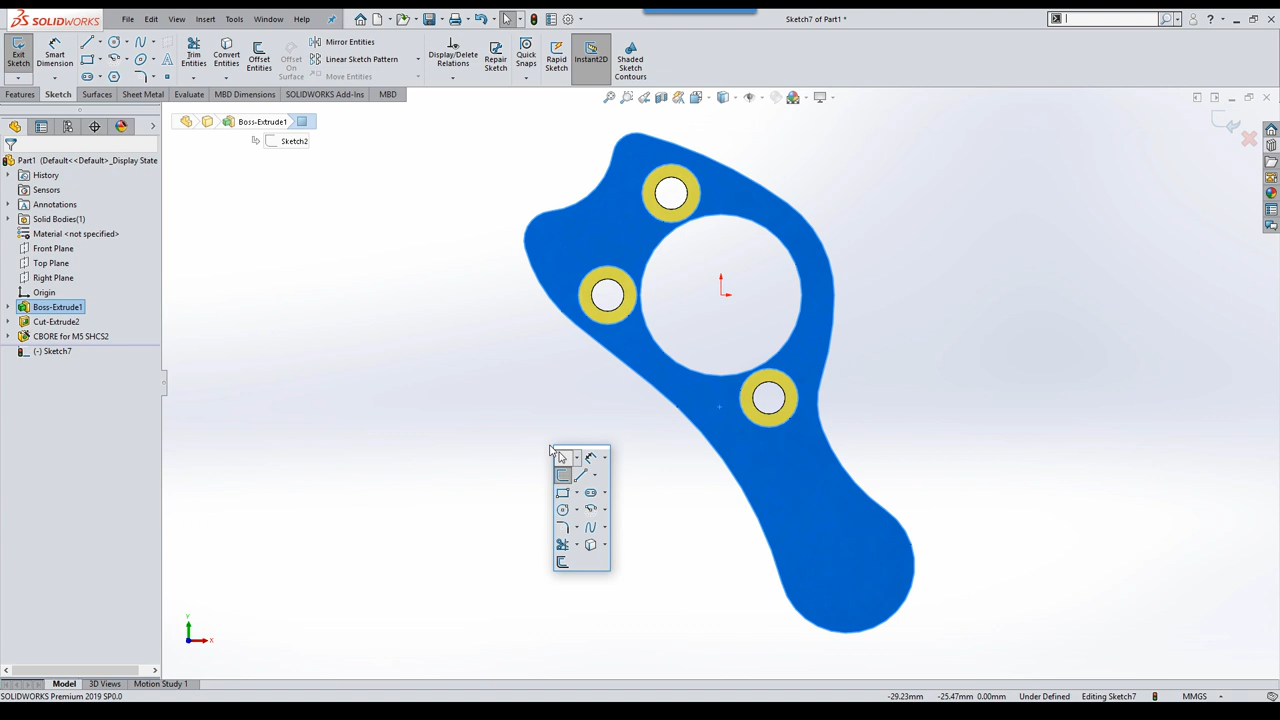 SOLIDWORKS File Edit View Insert Tools Window Help Sketch7 of Part1 *
Exit Sketch Smart Dimension Trim Entities Convert Entities Offset Entities Offset On Surface Mirror Entities Linear Sketch Pattern Move Entities Display/Delete Relations Repair Sketch Quick Snaps Rapid Sketch Instant2D Shaded Sketch Contours
Features Sketch Surfaces Sheet Metal Evaluate MBD Dimensions SOLIDWORKS Add-Ins MBD
Boss-Extrude1
Sketch2
Part1 (Default<<Default>_Display State
History
Sensors
Annotations
Solid Bodies(1)
Material <not specified>
Front Plane
Top Plane
Right Plane
Origin
Boss-Extrude1
Cut-Extrude2
CBORE for M5 SHCS2
(-) Sketch7
Y
X
Model 3D Views Motion Study 1
SOLIDWORKS Premium 2019 SP0.0 -29.23mm -25.47mm 0.00mm Under Defined Editing Sketch7 MMGS